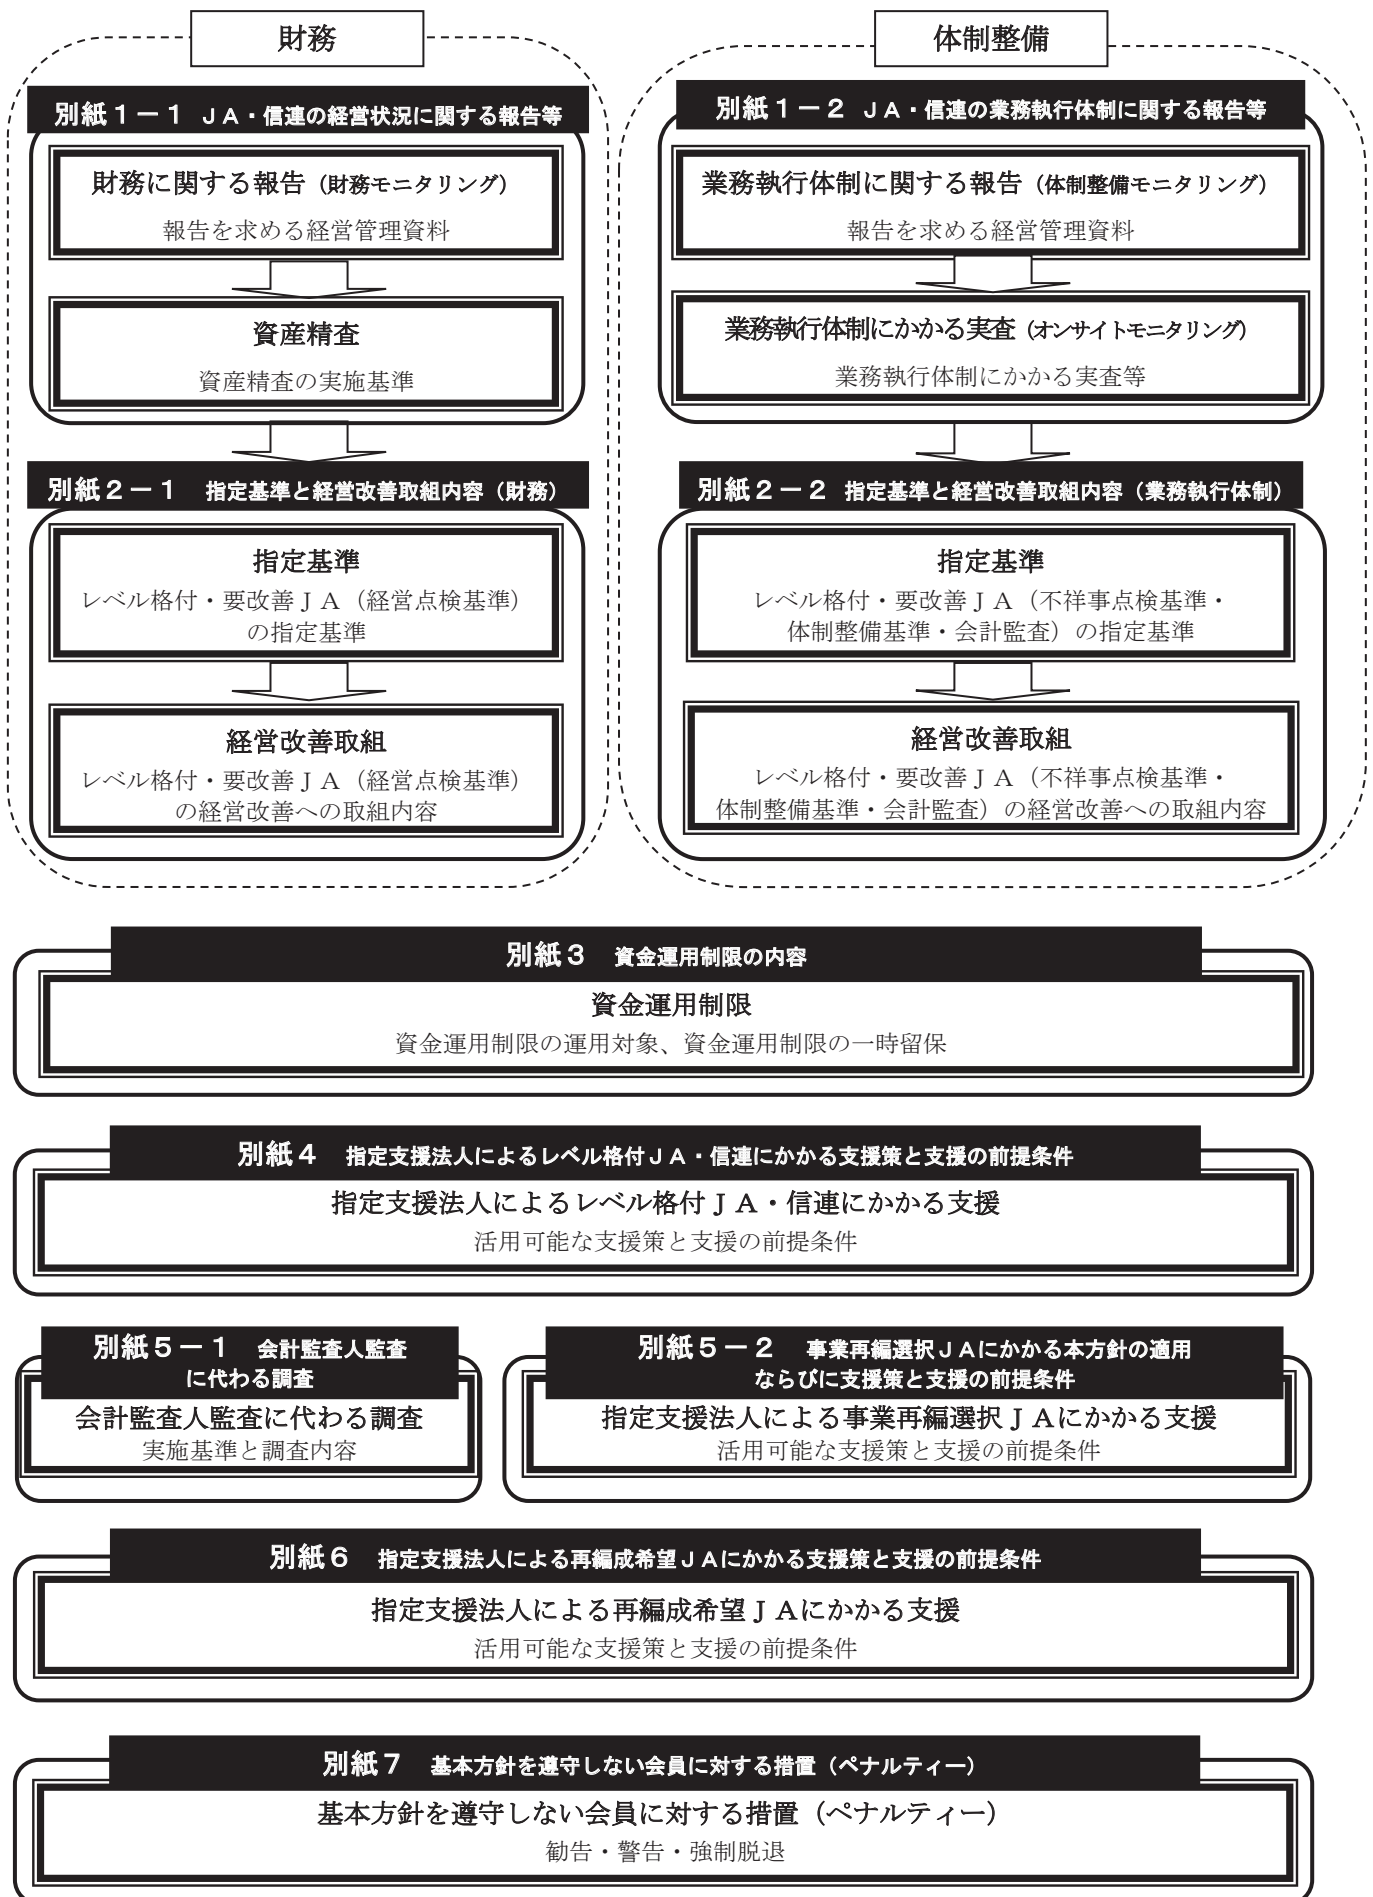 財務
別紙１－１ ＪＡ・信連の経営状況に関する報告等
財務に関する報告（財務モニタリング）
報告を求める経営管理資料
資産精査
資産精査の実施基準
別紙２－１ 指定基準と経営改善取組内容（財務）
指定基準
レベル格付・要改善ＪＡ（経営点検基準）
の指定基準
経営改善取組
レベル格付・要改善ＪＡ（経営点検基準）
の経営改善への取組内容
体制整備
別紙１－２ ＪＡ・信連の業務執行体制に関する報告等
業務執行体制に関する報告（体制整備モニタリング）
報告を求める経営管理資料
業務執行体制にかかる実査（オンサイトモニタリング）
業務執行体制にかかる実査等
別紙２－２ 指定基準と経営改善取組内容（業務執行体制）
指定基準
レベル格付・要改善ＪＡ（不祥事点検基準・
体制整備基準・会計監査）の指定基準
経営改善取組
レベル格付・要改善ＪＡ（不祥事点検基準・
体制整備基準・会計監査）の経営改善への取組内容
別紙３ 資金運用制限の内容
資金運用制限
資金運用制限の運用対象、資金運用制限の一時留保
別紙４ 指定支援法人によるレベル格付ＪＡ・信連にかかる支援策と支援の前提条件
指定支援法人によるレベル格付ＪＡ・信連にかかる支援
活用可能な支援策と支援の前提条件
別紙５－１ 会計監査人監査
に代わる調査
会計監査人監査に代わる調査
実施基準と調査内容
別紙５－２ 事業再編選択ＪＡにかかる本方針の適用
ならびに支援策と支援の前提条件
指定支援法人による事業再編選択ＪＡにかかる支援
活用可能な支援策と支援の前提条件
別紙６ 指定支援法人による再編成希望ＪＡにかかる支援策と支援の前提条件
指定支援法人による再編成希望ＪＡにかかる支援
活用可能な支援策と支援の前提条件
別紙７ 基本方針を遵守しない会員に対する措置（ペナルティー）
基本方針を遵守しない会員に対する措置（ペナルティー）
勧告・警告・強制脱退